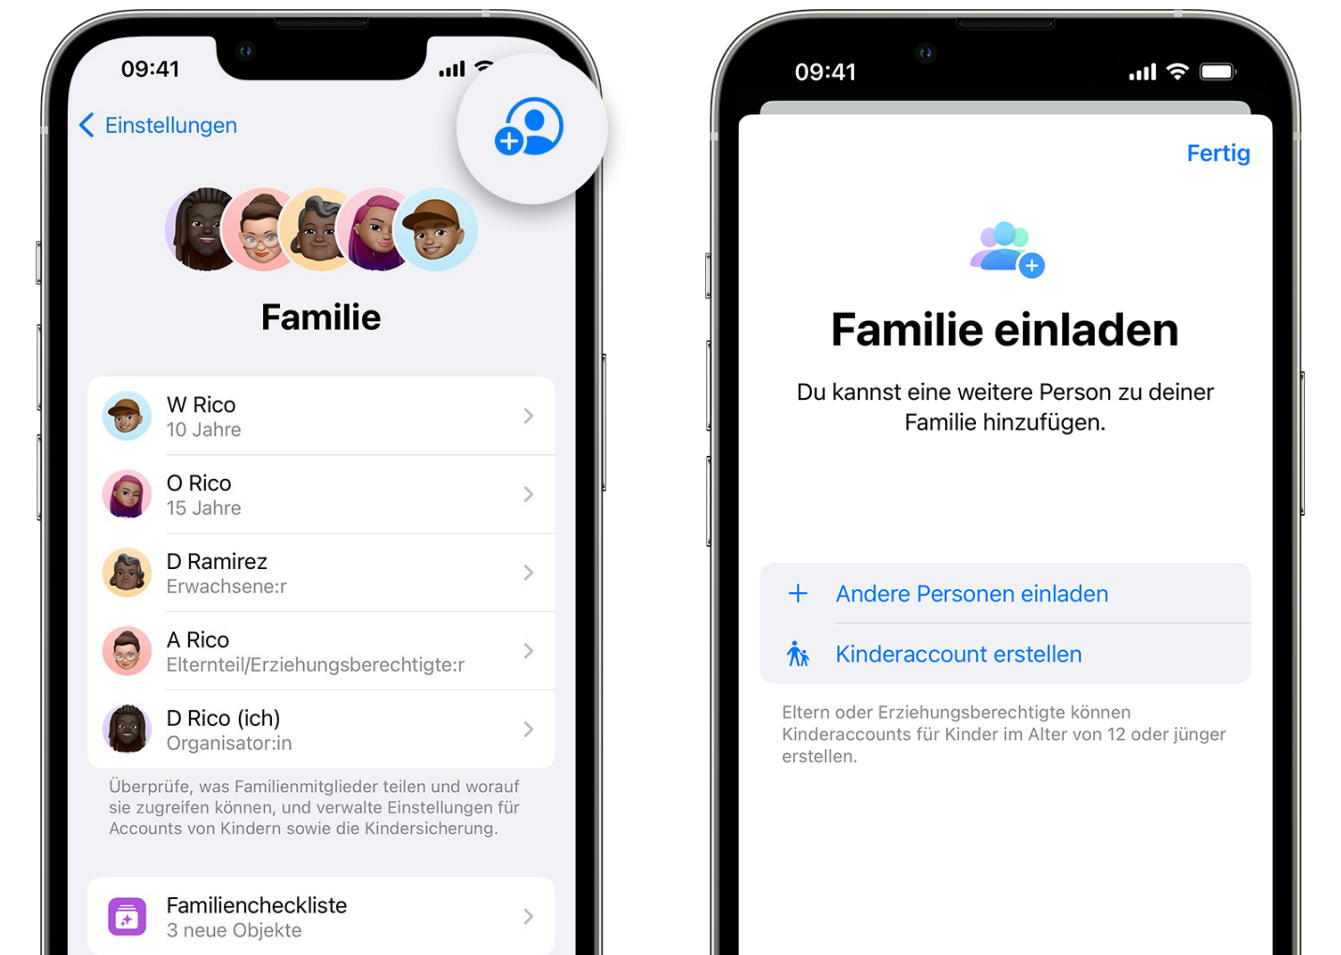 09:41
Einstellungen
Familie
W Rico
10 Jahre
O Rico
15 Jahre
D Ramirez
Erwachsene:r
A Rico
Elternteil/Erziehungsberechtigte:r
D Rico (ich)
Organisator:in
Überprüfe, was Familienmitglieder teilen und worauf
sie zugreifen können, und verwalte Einstellungen für
Accounts von Kindern sowie die Kindersicherung.
Familiencheckliste
3 neue Objekte
09:41
Fertig
Familie einladen
Du kannst eine weitere Person zu deiner
Familie hinzufügen.
Andere Personen einladen
Kinderaccount erstellen
Eltern oder Erziehungsberechtigte können
Kinderaccounts für Kinder im Alter von 12 oder jünger
erstellen.